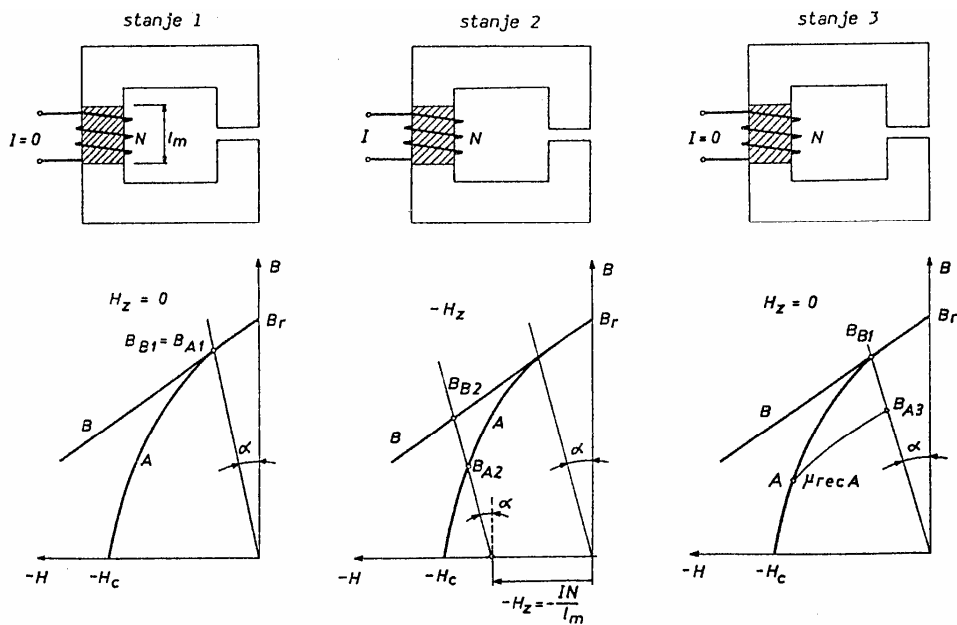 stanje 1
I = 0
N
l_m
H_z = 0
B
B_r
B_B1 = B_A1
B
A
α
-H
-H_c
stanje 2
I
N
-H_z
B
B_r
B_B2
B
A
B_A2
α
α
-H
-H_c
-H_z = - IN / l_m
stanje 3
I = 0
N
H_z = 0
B
B_r
B_B1
B
B_A3
α
A
μrec A
-H
-H_c